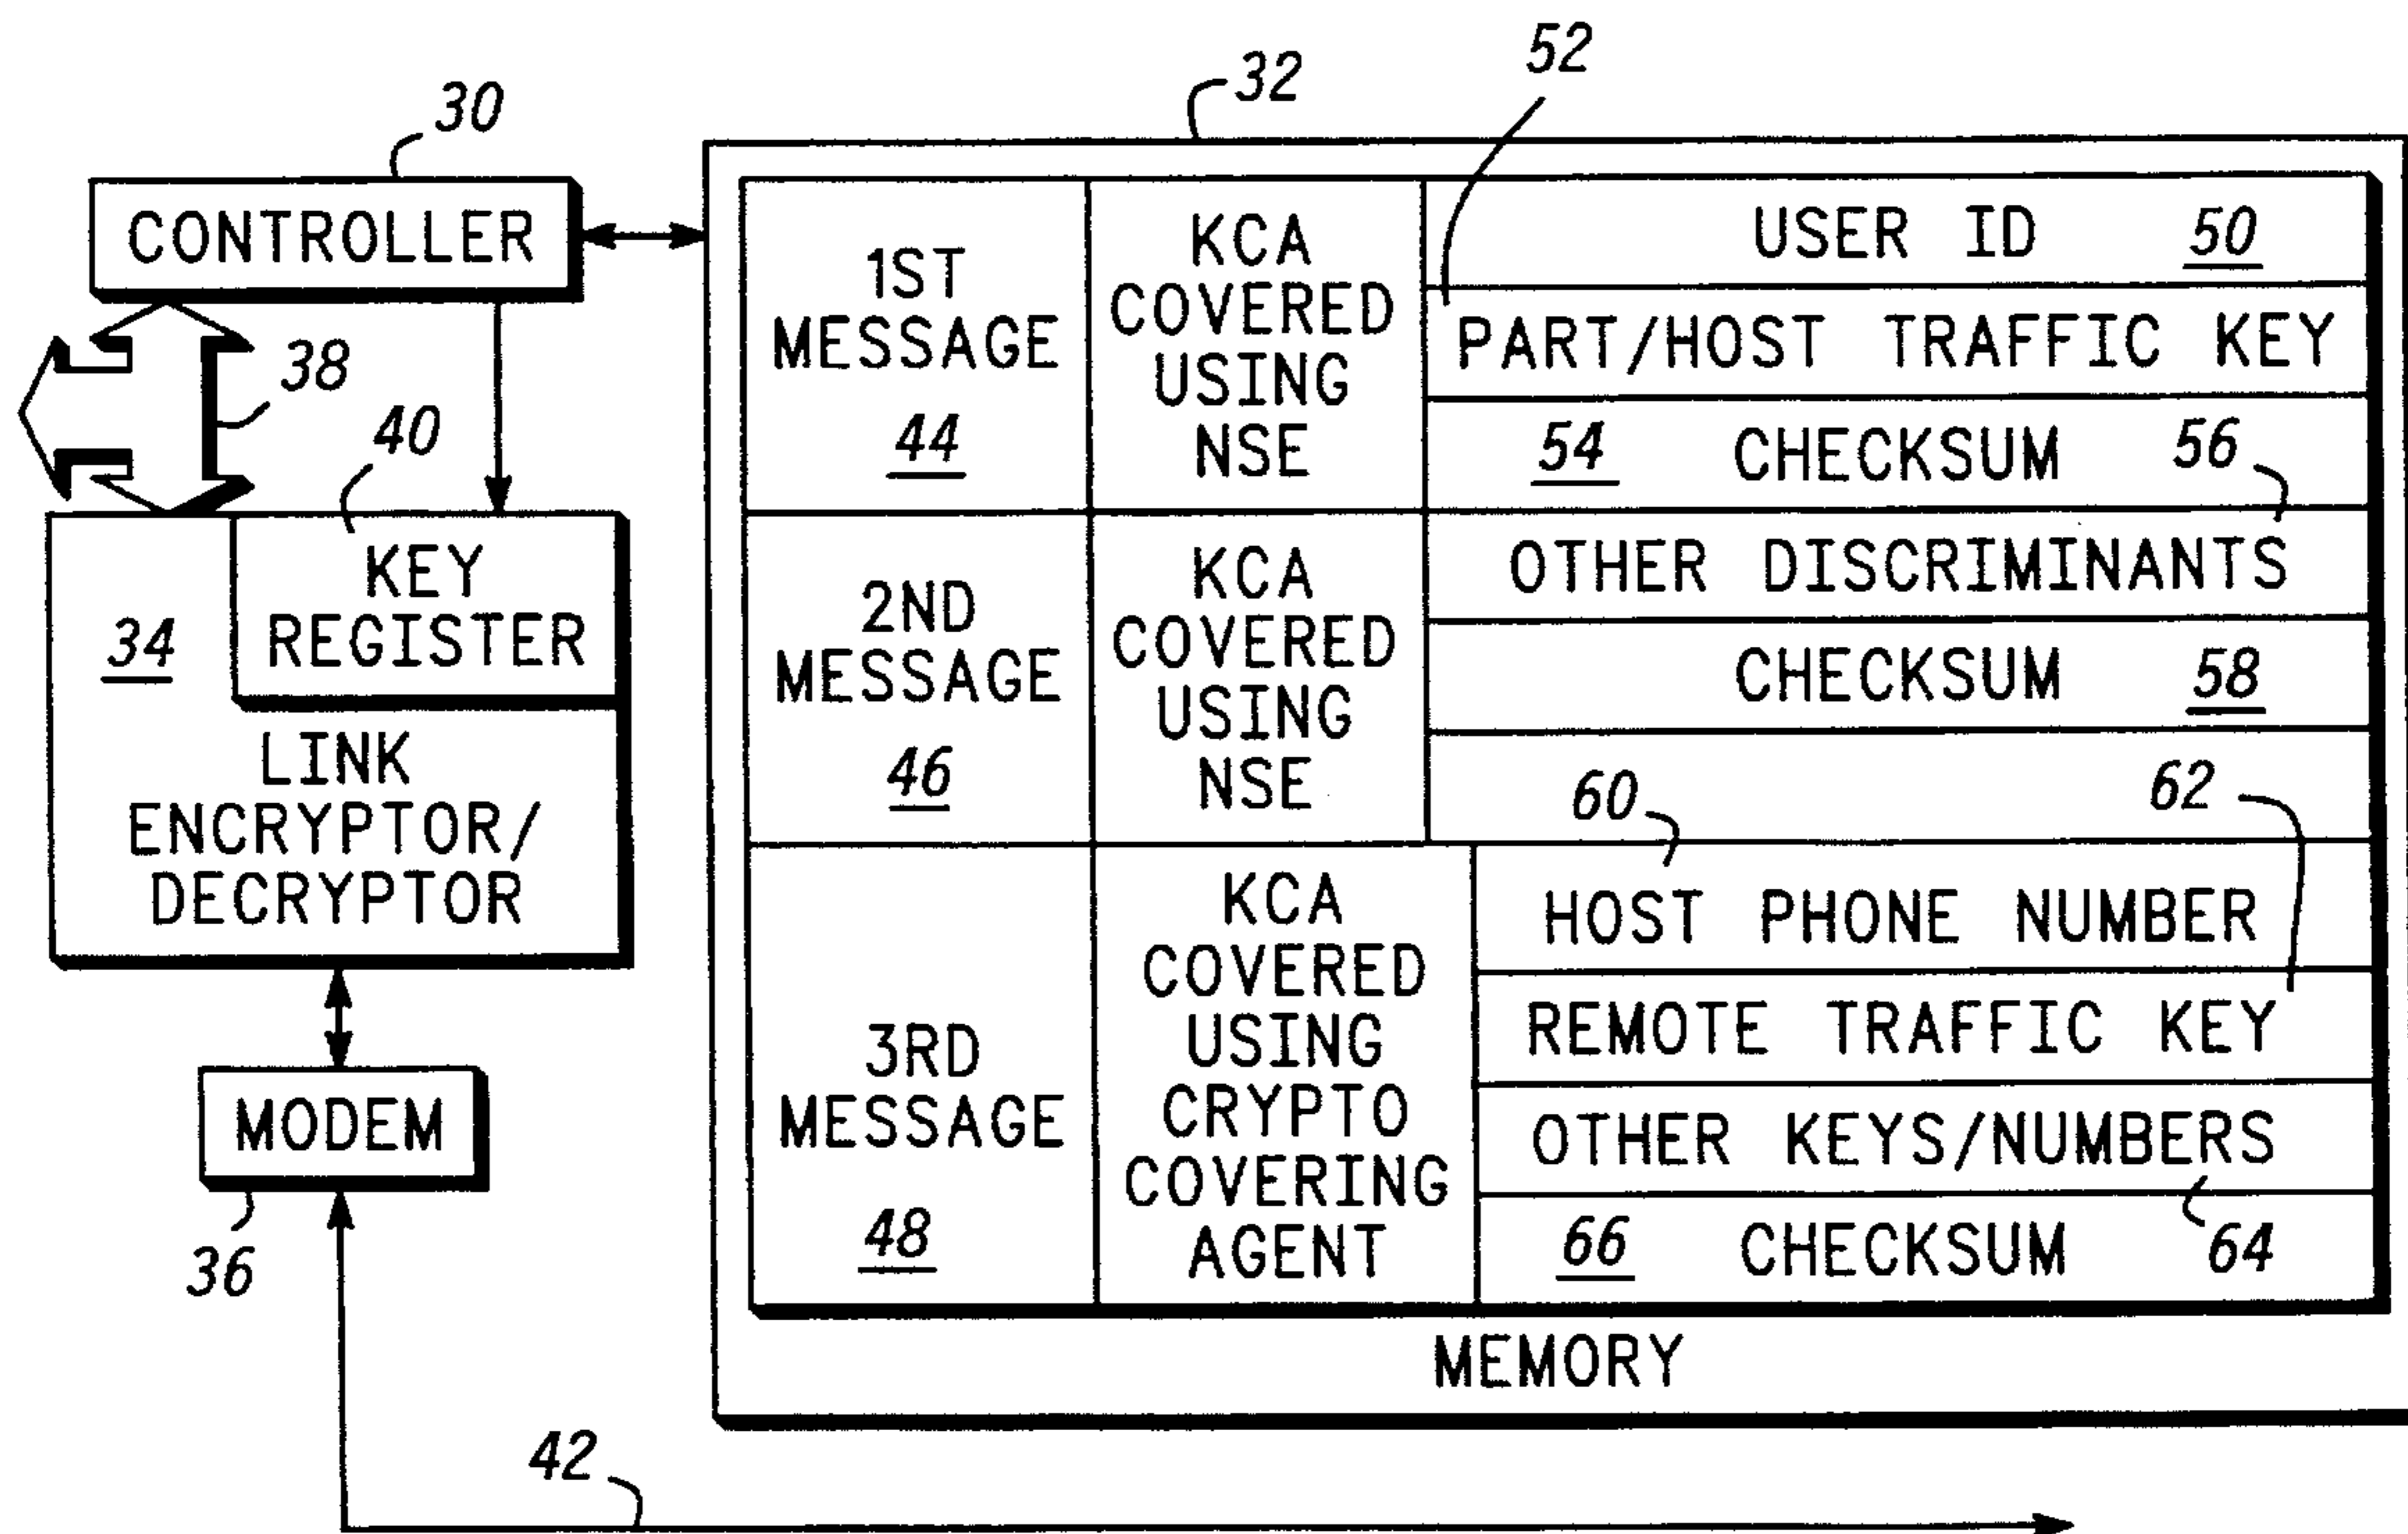 30
CONTROLLER
38
40
KEY
REGISTER
34
LINK
ENCRYPTOR/
DECRYPTOR
MODEM
36
42
32
52
1ST
MESSAGE
44
KCA
COVERED
USING
NSE
USER ID 50
PART/HOST TRAFFIC KEY
54 CHECKSUM 56
2ND
MESSAGE
46
KCA
COVERED
USING
NSE
OTHER DISCRIMINANTS
CHECKSUM 58
60 62
3RD
MESSAGE
48
KCA
COVERED
USING
CRYPTO
COVERING
AGENT
HOST PHONE NUMBER
REMOTE TRAFFIC KEY
OTHER KEYS/NUMBERS
66 CHECKSUM 64
MEMORY